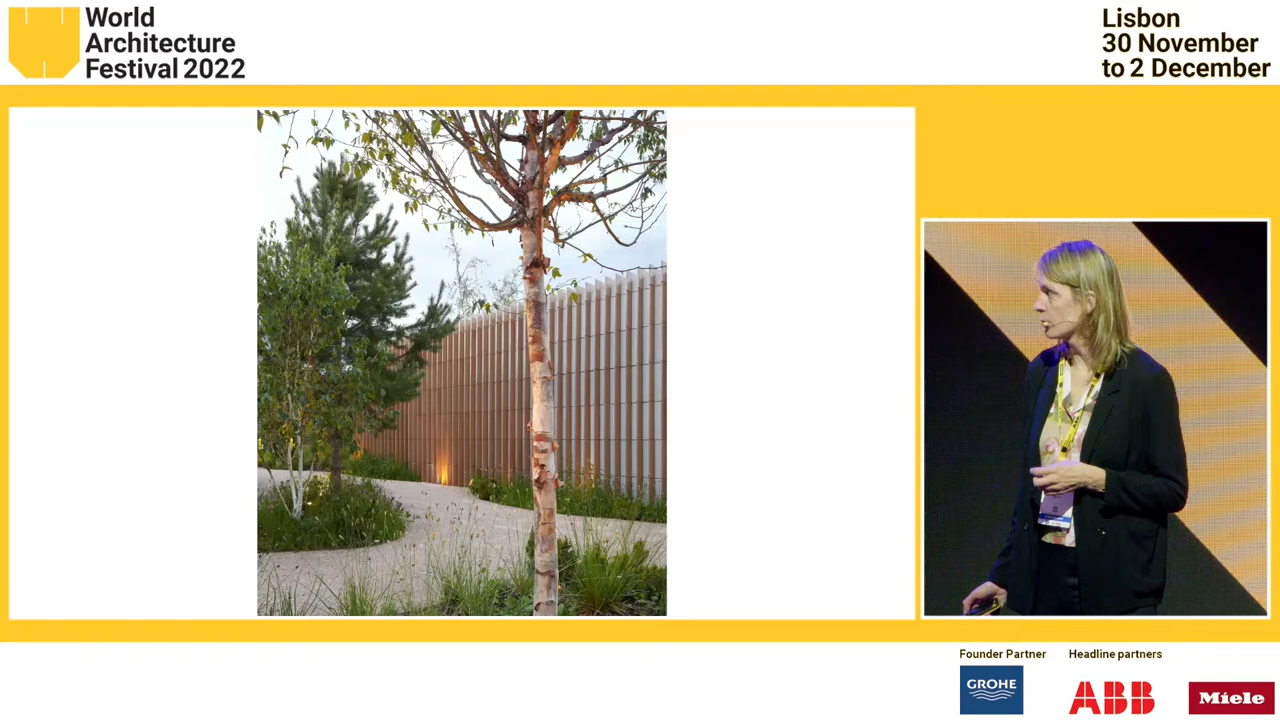 World
Architecture
Festival 2022
Lisbon
30 November
to 2 December
Founder Partner
Headline partners
GROHE
ABB
Miele